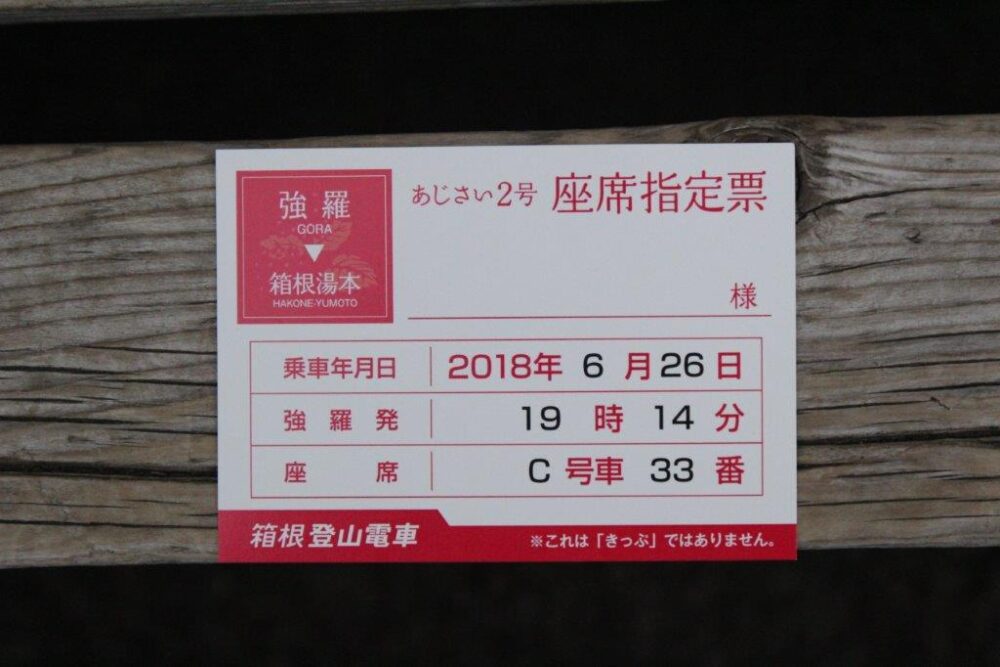 強羅
GORA
▼
箱根湯本
HAKONE-YUMOTO
あじさい2号 座席指定票
様
乗車年月日 2018年 6 月 26 日
強羅発 19 時 14 分
座席 C 号車 33 番
箱根登山電車
※これは「きっぷ」ではありません。